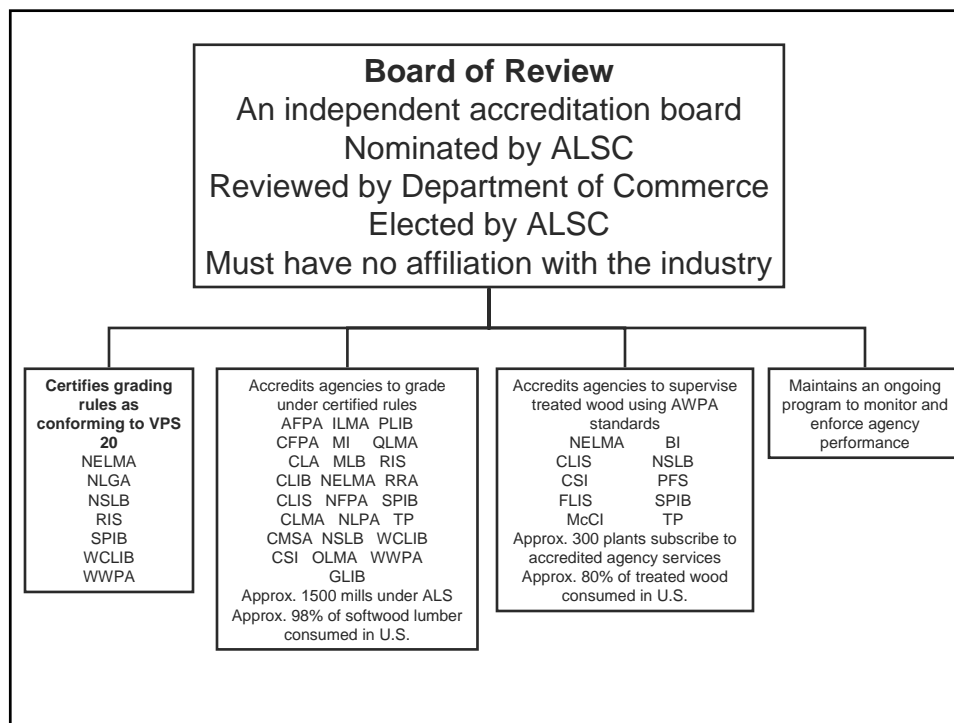 Board of Review
An independent accreditation board
Nominated by ALSC
Reviewed by Department of Commerce
Elected by ALSC
Must have no affiliation with the industry
Certifies grading
rules as
conforming to VPS
20
NELMA
NLGA
NSLB
RIS
SPIB
WCLIB
WWPA
Accredits agencies to grade
under certified rules
AFPA ILMA PLIB
CFPA MI QLMA
CLA MLB RIS
CLIB NELMA RRA
CLIS NFPA SPIB
CLMA NLPA TP
CMSA NSLB WCLIB
CSI OLMA WWPA
GLIB
Approx. 1500 mills under ALS
Approx. 98% of softwood lumber
consumed in U.S.
Accredits agencies to supervise
treated wood using AWPA
standards
NELMA BI
CLIS NSLB
CSI PFS
FLIS SPIB
McCI TP
Approx. 300 plants subscribe to
accredited agency services
Approx. 80% of treated wood
consumed in U.S.
Maintains an ongoing
program to monitor and
enforce agency
performance